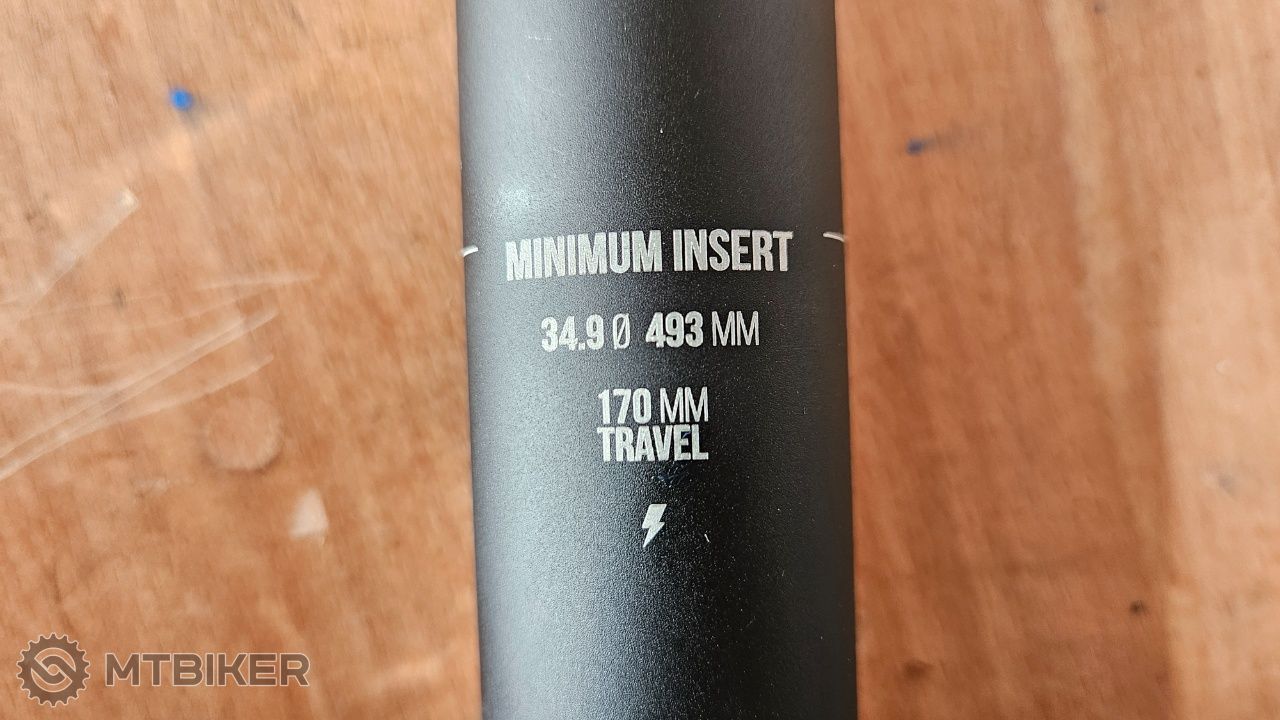 MINIMUM INSERT
34.9 Ø 493 MM
170 MM
TRAVEL
MTBIKER